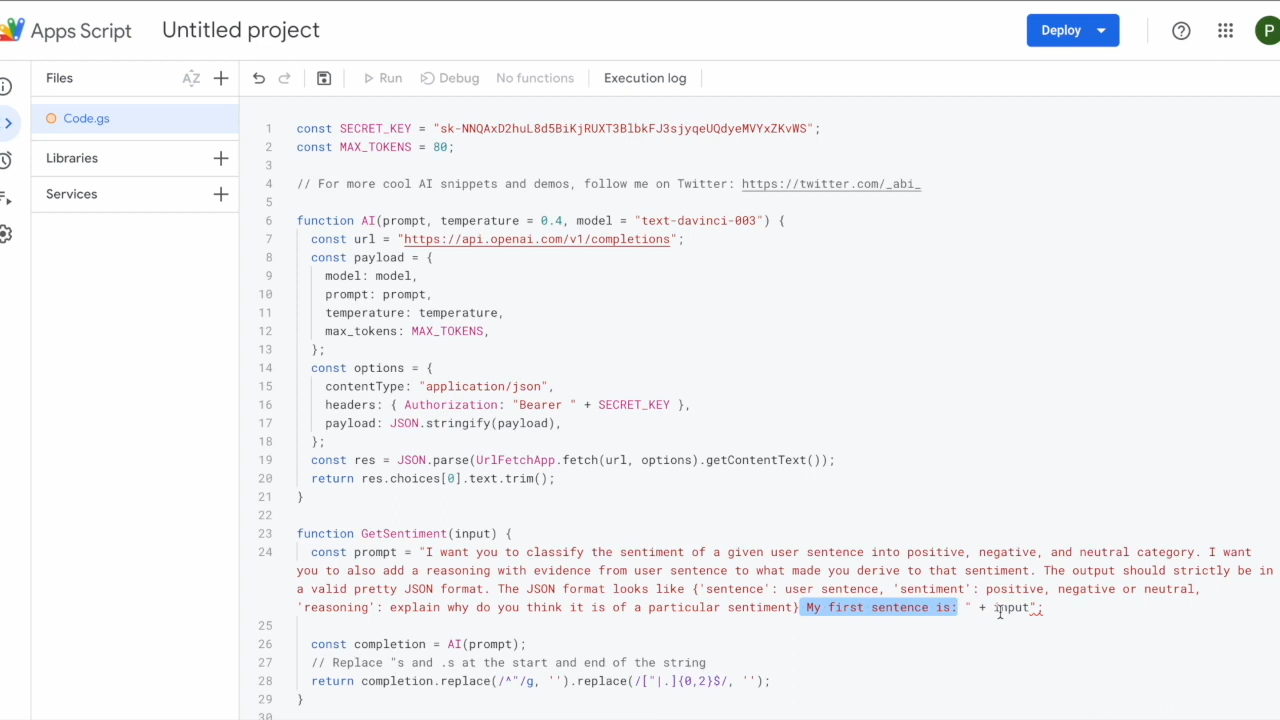 Apps Script
Untitled project
Deploy
P
Files
AZ
Run
Debug
No functions
Execution log
Code.gs
Libraries
Services
1 const SECRET_KEY = "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";
2 const MAX_TOKENS = 80;
3
4 // For more cool AI snippets and demos, follow me on Twitter: https://twitter.com/_abi_
5
6 function AI(prompt, temperature = 0.4, model = "text-davinci-003") {
7 const url = "https://api.openai.com/v1/completions";
8 const payload = {
9 model: model,
10 prompt: prompt,
11 temperature: temperature,
12 max_tokens: MAX_TOKENS,
13 };
14 const options = {
15 contentType: "application/json",
16 headers: { Authorization: "Bearer " + SECRET_KEY },
17 payload: JSON.stringify(payload),
18 };
19 const res = JSON.parse(UrlFetchApp.fetch(url, options).getContentText());
20 return res.choices[0].text.trim();
21 }
22
23 function GetSentiment(input) {
24 const prompt = "I want you to classify the sentiment of a given user sentence into positive, negative, and neutral category. I want
you to also add a reasoning with evidence from user sentence to what made you derive to that sentiment. The output should strictly be in
a valid pretty JSON format. The JSON format looks like {'sentence': user sentence, 'sentiment': positive, negative or neutral,
'reasoning': explain why do you think it is of a particular sentiment} My first sentence is: " + input";
25
26 const completion = AI(prompt);
27 // Replace "s and .s at the start and end of the string
28 return completion.replace(/^"/g, '').replace(/["|.]{0,2}$/, '');
29 }
30